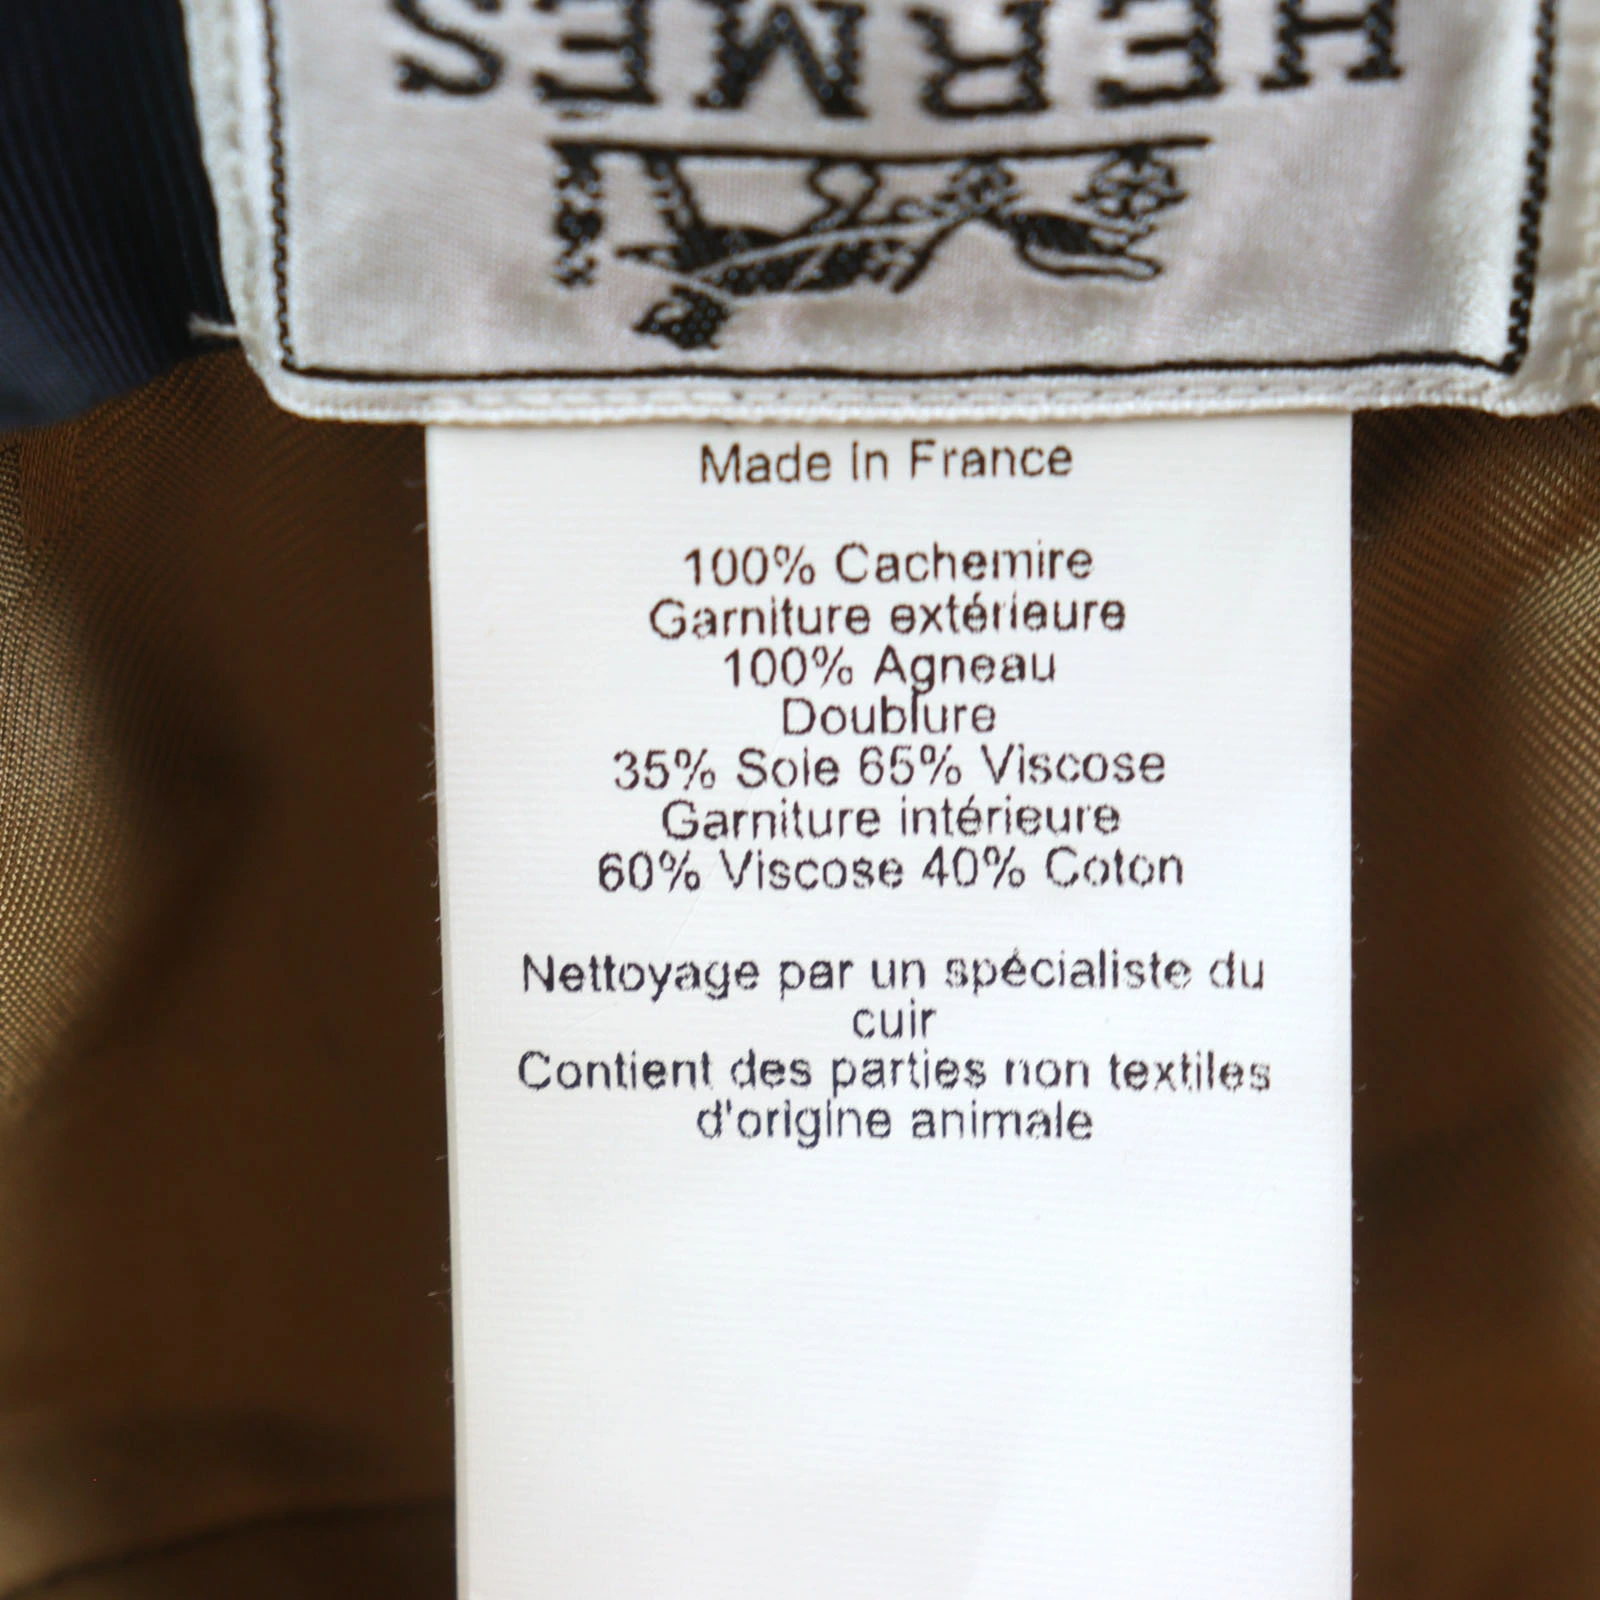 HERMES
Made in France
100% Cachemire
Garniture extérieure
100% Agneau
Doublure
35% Soie 65% Viscose
Garniture intérieure
60% Viscose 40% Coton
Nettoyage par un spécialiste du
cuir
Contient des parties non textiles
d'origine animale